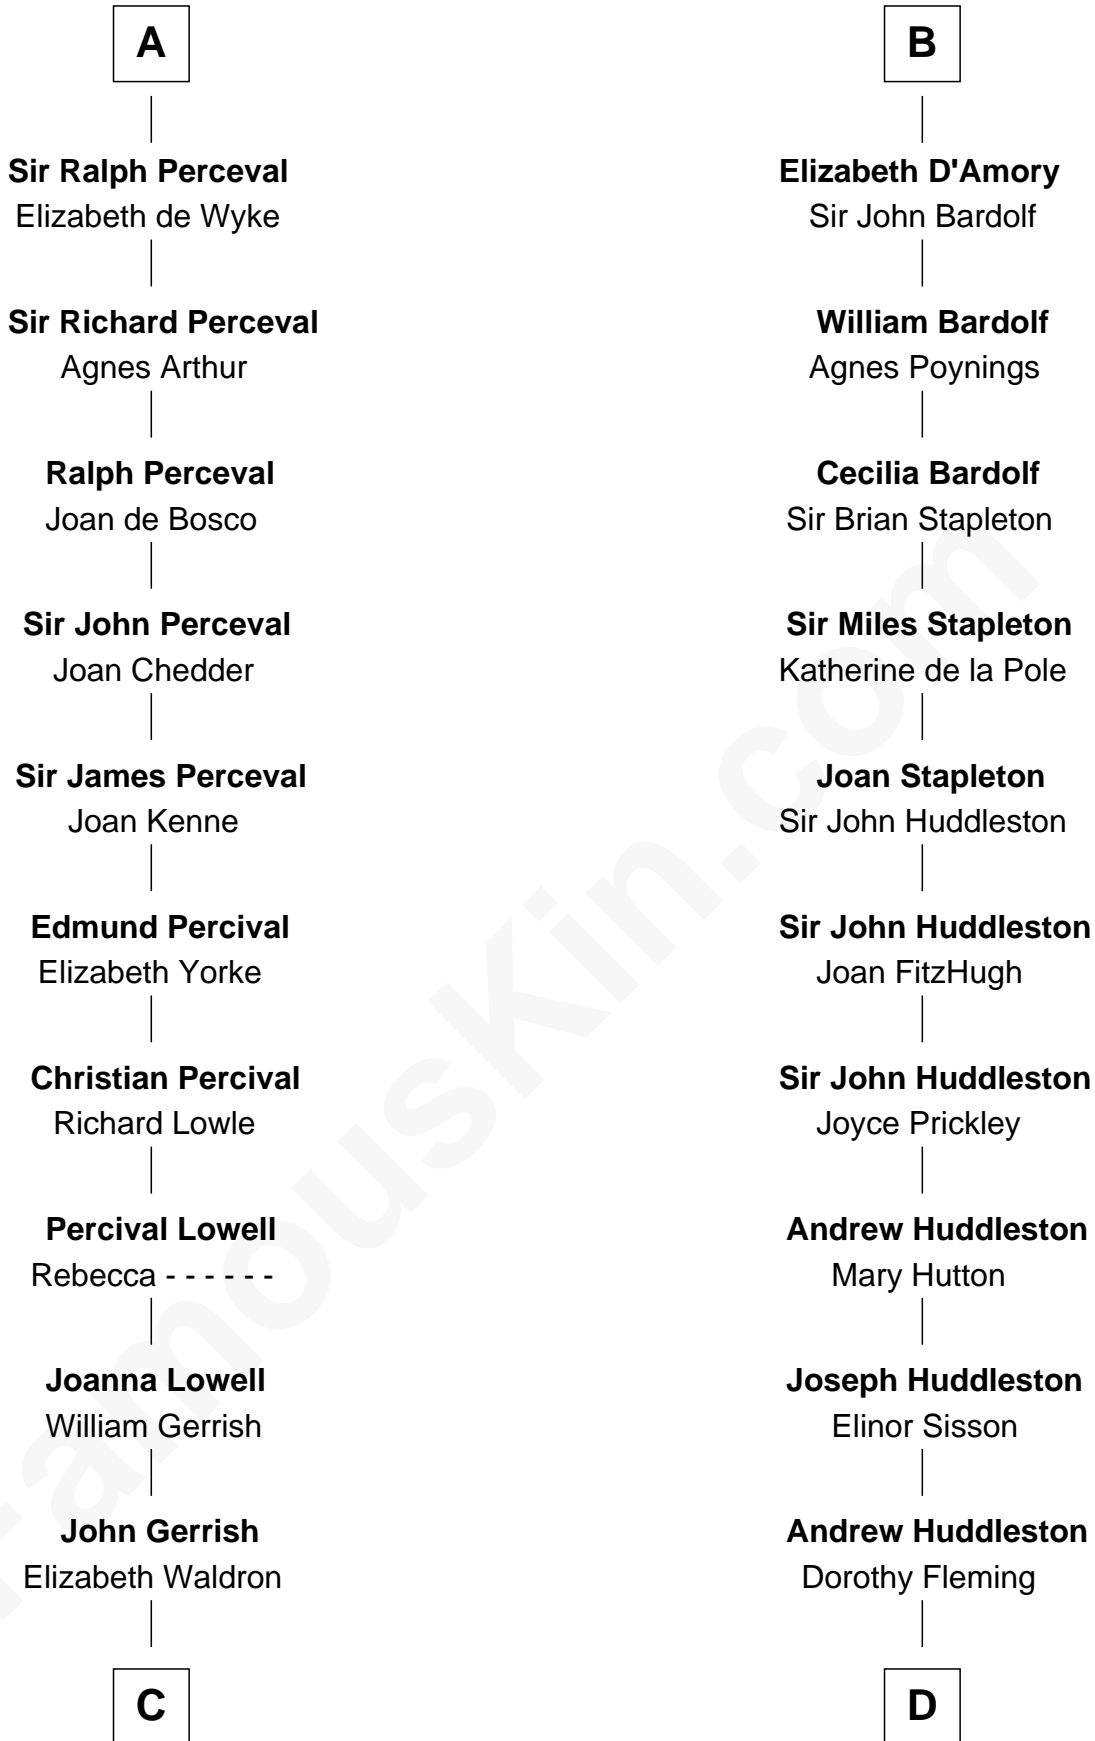 A
Sir Ralph Perceval
Elizabeth de Wyke
Sir Richard Perceval
Agnes Arthur
Ralph Perceval
Joan de Bosco
Sir John Perceval
Joan Chedder
Sir James Perceval
Joan Kenne
Edmund Percival
Elizabeth Yorke
Christian Percival
Richard Lowle
Percival Lowell
Rebecca - - - - - -
Joanna Lowell
William Gerrish
John Gerrish
Elizabeth Waldron
C
B
Elizabeth D'Amory
Sir John Bardolf
William Bardolf
Agnes Poynings
Cecilia Bardolf
Sir Brian Stapleton
Sir Miles Stapleton
Katherine de la Pole
Joan Stapleton
Sir John Huddleston
Sir John Huddleston
Joan FitzHugh
Sir John Huddleston
Joyce Prickley
Andrew Huddleston
Mary Hutton
Joseph Huddleston
Elinor Sisson
Andrew Huddleston
Dorothy Fleming
D
FamousKin.com